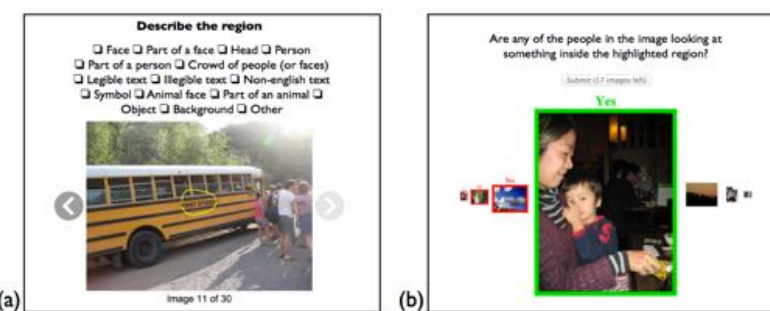 Describe the region
❑ Face ❑ Part of a face ❑ Head ❑ Person
❑ Part of a person ❑ Crowd of people (or faces)
❑ Legible text ❑ Illegible text ❑ Non-english text
❑ Symbol ❑ Animal face ❑ Part of an animal ❑
Object ❑ Background ❑ Other
Image 11 of 30
(a)
Are any of the people in the image looking at
something inside the highlighted region?
Submit (17 images left)
Yes
No
(b)